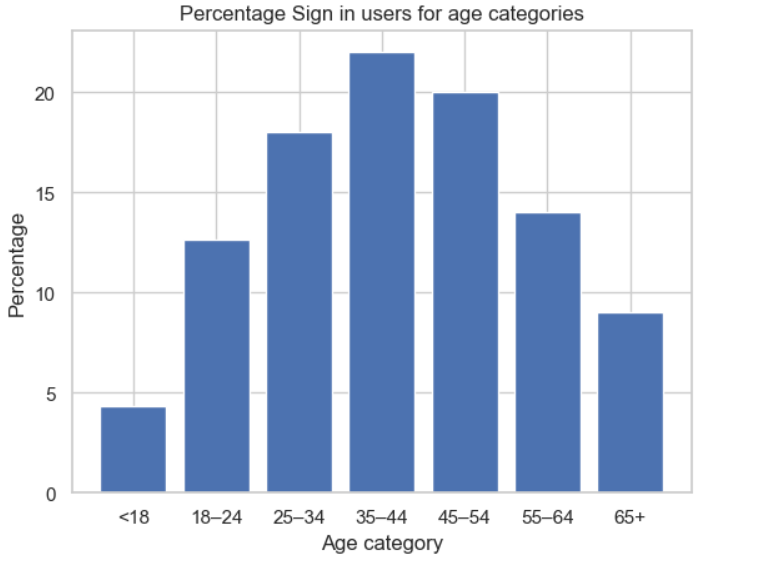 Percentage Sign in users for age categories
Percentage
20
15
10
5
0
<18 18–24 25–34 35–44 45–54 55–64 65+
Age category